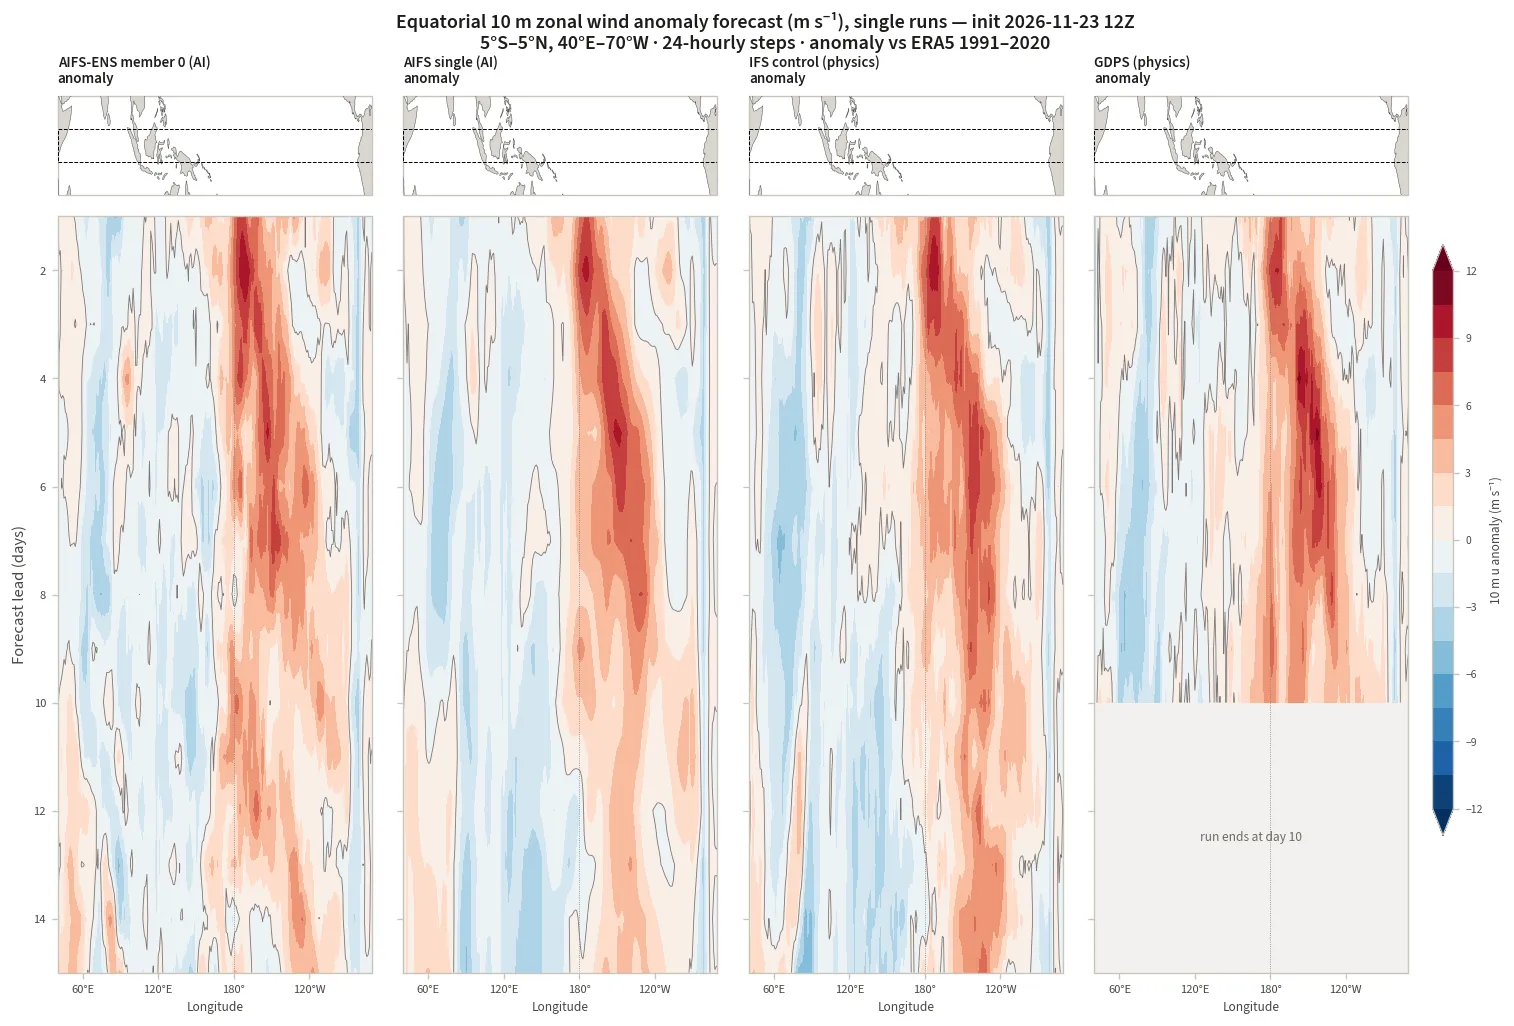 Equatorial 10 m zonal wind anomaly forecast (m s⁻¹), single runs — init 2026-11-23 12Z
5°S–5°N, 40°E–70°W · 24-hourly steps · anomaly vs ERA5 1991–2020
AIFS-ENS member 0 (AI)
anomaly
AIFS single (AI)
anomaly
IFS control (physics)
anomaly
GDPS (physics)
anomaly
Forecast lead (days)
2
4
6
8
10
12
14
60°E
120°E
180°
120°W
Longitude
60°E
120°E
180°
120°W
Longitude
60°E
120°E
180°
120°W
Longitude
run ends at day 10
60°E
120°E
180°
120°W
Longitude
12
9
6
3
0
−3
−6
−9
−12
10 m u anomaly (m s⁻¹)